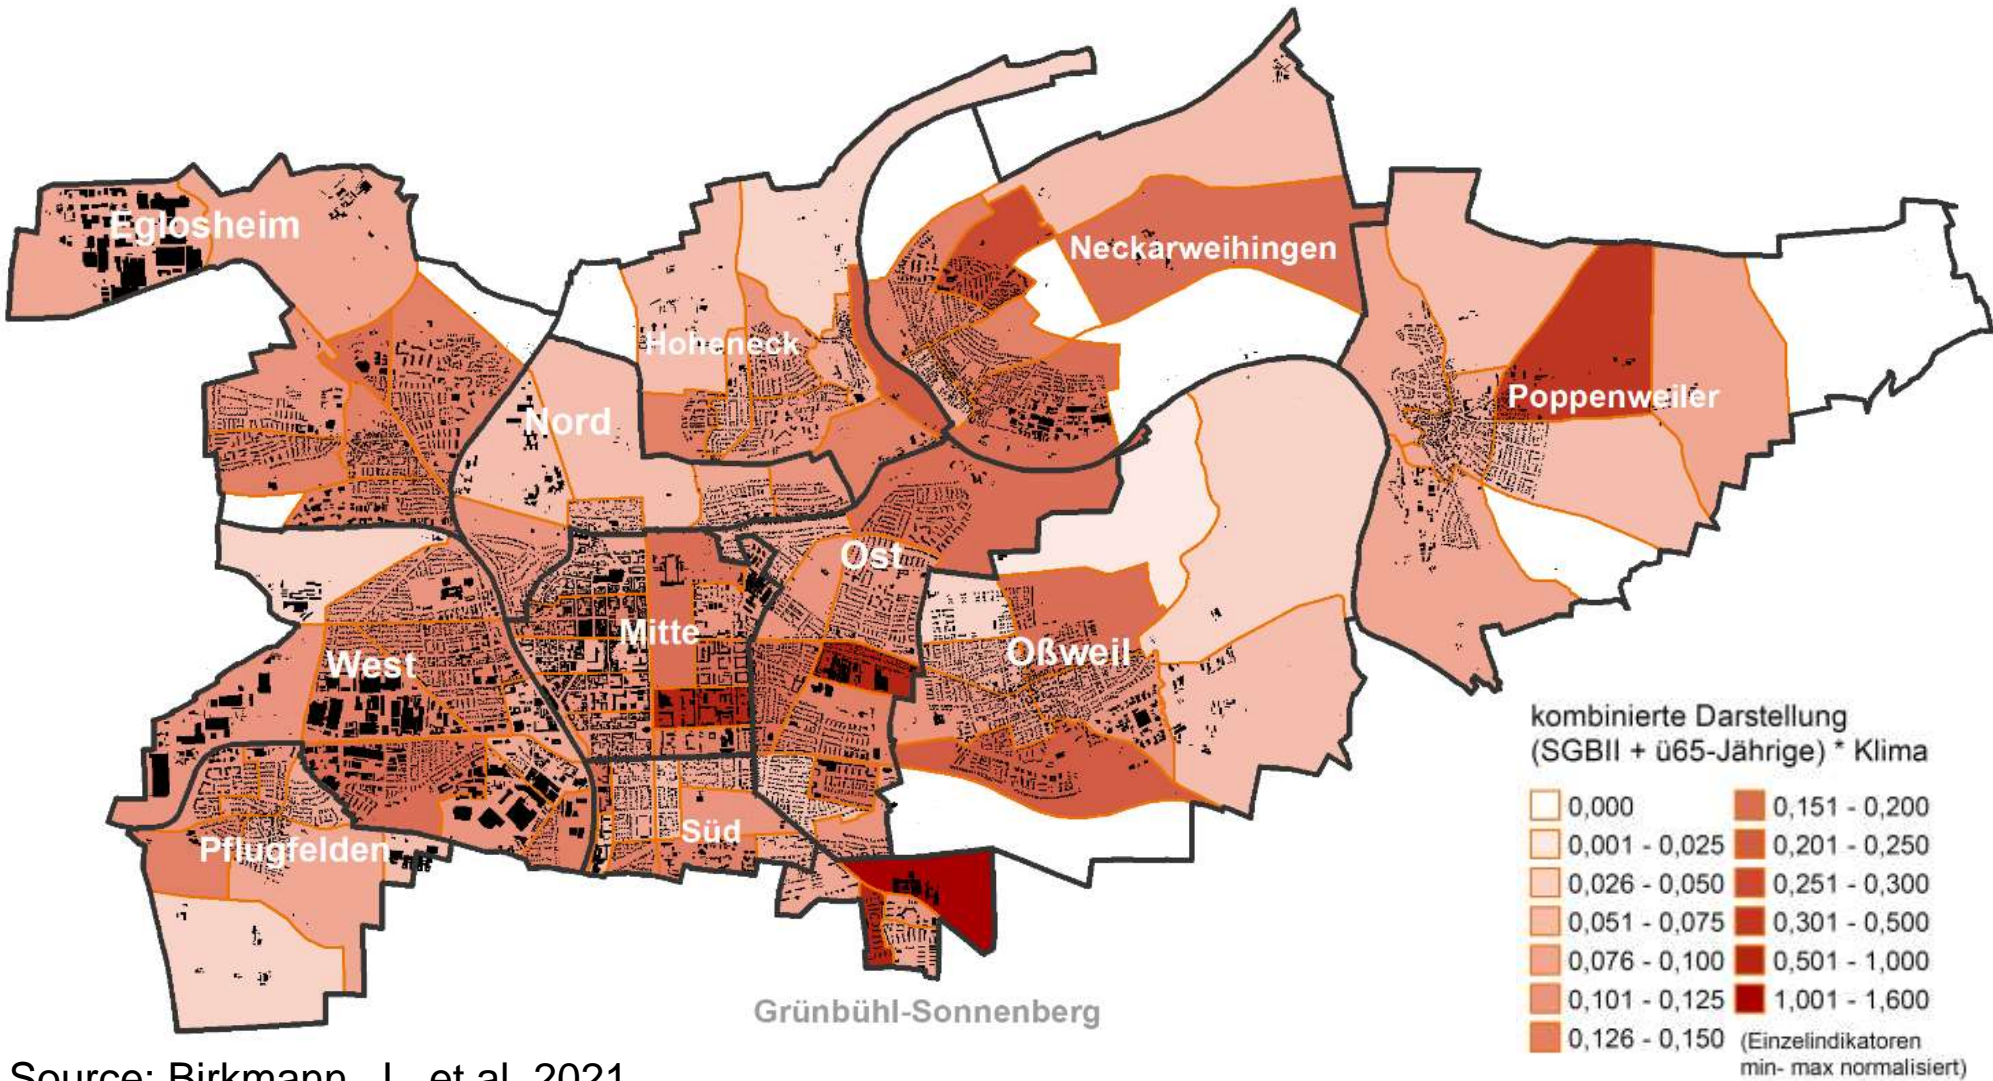 Eglosheim
Neckarweihingen
Hoheneck
Poppenweiler
Nord
Ost
Mitte
Oßweil
West
Süd
Pflugfelden
Grünbühl-Sonnenberg
kombinierte Darstellung
(SGBII + ü65-Jährige) * Klima
0,000
0,001 - 0,025
0,026 - 0,050
0,051 - 0,075
0,076 - 0,100
0,101 - 0,125
0,126 - 0,150
0,151 - 0,200
0,201 - 0,250
0,251 - 0,300
0,301 - 0,500
0,501 - 1,000
1,001 - 1,600
(Einzelindikatoren
min- max normalisiert)
Source: Birkmann, J., et al. 2021